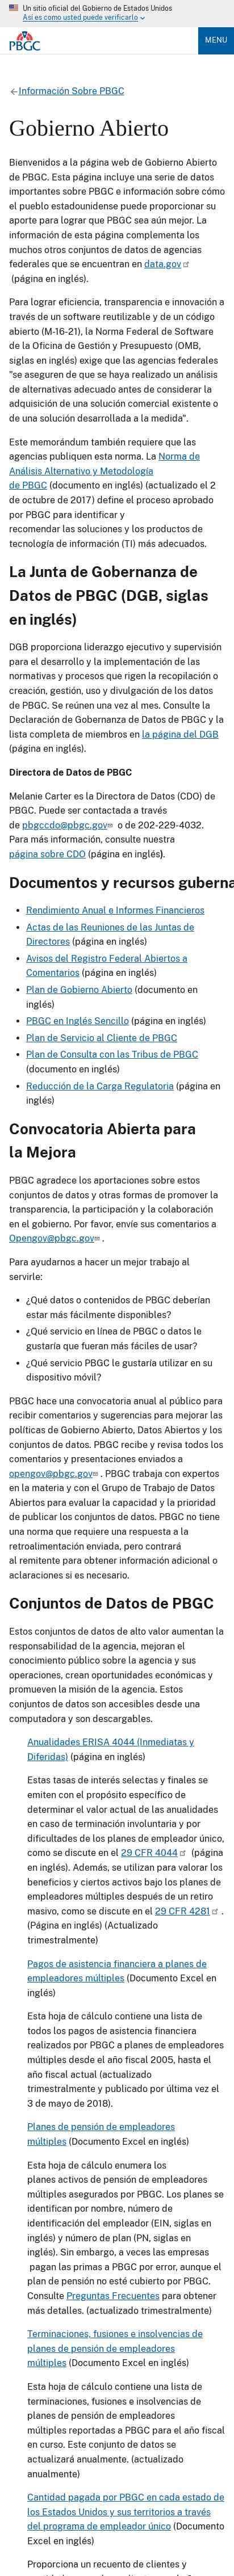 Un sitio oficial del Gobierno de Estados Unidos
Así es como usted puede verificarlo
PBGC
MENU
Información Sobre PBGC
Gobierno Abierto
Bienvenidos a la página web de Gobierno Abierto
de PBGC. Esta página incluye una serie de datos
importantes sobre PBGC e información sobre cómo
el pueblo estadounidense puede proporcionar su
aporte para lograr que PBGC sea aún mejor. La
información de esta página complementa los
muchos otros conjuntos de datos de agencias
federales que se encuentran en data.gov
(página en inglés).
Para lograr eficiencia, transparencia e innovación a
través de un software reutilizable y de un código
abierto (M-16-21), la Norma Federal de Software
de la Oficina de Gestión y Presupuesto (OMB,
siglas en inglés) exige que las agencias federales
"se aseguren de que se haya realizado un análisis
de alternativas adecuado antes de considerar la
adquisición de una solución comercial existente o
de una solución desarrollada a la medida".
Este memorándum también requiere que las
agencias publiquen esta norma. La Norma de
Análisis Alternativo y Metodología
de PBGC (documento en inglés) (actualizado el 2
de octubre de 2017) define el proceso aprobado
por PBGC para identificar y
recomendar las soluciones y los productos de
tecnología de información (TI) más adecuados.
La Junta de Gobernanza de
Datos de PBGC (DGB, siglas
en inglés)
DGB proporciona liderazgo ejecutivo y supervisión
para el desarrollo y la implementación de las
normativas y procesos que rigen la recopilación o
creación, gestión, uso y divulgación de los datos
de PBGC. Se reúnen una vez al mes. Consulte la
Declaración de Gobernanza de Datos de PBGC y la
lista completa de miembros en la página del DGB
(página en inglés).
Directora de Datos de PBGC
Melanie Carter es la Directora de Datos (CDO) de
PBGC. Puede ser contactada a través
de pbgccdo@pbgc.gov o de 202-229-4032.
Para más información, consulte nuestra
página sobre CDO (página en inglés).
Documentos y recursos guberna
Rendimiento Anual e Informes Financieros
Actas de las Reuniones de las Juntas de
Directores (página en inglés)
Avisos del Registro Federal Abiertos a
Comentarios (página en inglés)
Plan de Gobierno Abierto (documento en
inglés)
PBGC en Inglés Sencillo (página en inglés)
Plan de Servicio al Cliente de PBGC
Plan de Consulta con las Tribus de PBGC
(documento en inglés)
Reducción de la Carga Regulatoria (página en
inglés)
Convocatoria Abierta para
la Mejora
PBGC agradece los aportaciones sobre estos
conjuntos de datos y otras formas de promover la
transparencia, la participación y la colaboración
en el gobierno. Por favor, envíe sus comentarios a
Opengov@pbgc.gov .
Para ayudarnos a hacer un mejor trabajo al
servirle:
¿Qué datos o contenidos de PBGC deberían
estar más fácilmente disponibles?
¿Qué servicio en línea de PBGC o datos le
gustaría que fueran más fáciles de usar?
¿Qué servicio PBGC le gustaría utilizar en su
dispositivo móvil?
PBGC hace una convocatoria anual al público para
recibir comentarios y sugerencias para mejorar las
políticas de Gobierno Abierto, Datos Abiertos y los
conjuntos de datos. PBGC recibe y revisa todos los
comentarios y presentaciones enviados a
opengov@pbgc.gov . PBGC trabaja con expertos
en la materia y con el Grupo de Trabajo de Datos
Abiertos para evaluar la capacidad y la prioridad
de publicar los conjuntos de datos. PBGC no tiene
una norma que requiere una respuesta a la
retroalimentación enviada, pero contrará
al remitente para obtener información adicional o
aclaraciones si es necesario.
Conjuntos de Datos de PBGC
Estos conjuntos de datos de alto valor aumentan la
responsabilidad de la agencia, mejoran el
conocimiento público sobre la agencia y sus
operaciones, crean oportunidades económicas y
promueven la misión de la agencia. Estos
conjuntos de datos son accesibles desde una
computadora y son descargables.
Anualidades ERISA 4044 (Inmediatas y
Diferidas) (página en inglés)
Estas tasas de interés selectas y finales se
emiten con el propósito específico de
determinar el valor actual de las anualidades
en caso de terminación involuntaria y por
dificultades de los planes de empleador único,
como se discute en el 29 CFR 4044 (página
en inglés). Además, se utilizan para valorar los
beneficios y ciertos activos bajo los planes de
empleadores múltiples después de un retiro
masivo, como se discute en el 29 CFR 4281 .
(Página en inglés) (Actualizado
trimestralmente)
Pagos de asistencia financiera a planes de
empleadores múltiples (Documento Excel en
inglés)
Esta hoja de cálculo contiene una lista de
todos los pagos de asistencia financiera
realizados por PBGC a planes de empleadores
múltiples desde el año fiscal 2005, hasta el
año fiscal actual (actualizado
trimestralmente y publicado por última vez el
3 de mayo de 2018).
Planes de pensión de empleadores
múltiples (Documento Excel en inglés)
Esta hoja de cálculo enumera los
planes activos de pensión de empleadores
múltiples asegurados por PBGC. Los planes se
identifican por nombre, número de
identificación del empleador (EIN, siglas en
inglés) y número de plan (PN, siglas en
inglés). Sin embargo, a veces las empresas
pagan las primas a PBGC por error, aunque el
plan de pensión no esté cubierto por PBGC.
Consulte Preguntas Frecuentes para obtener
más detalles. (actualizado trimestralmente)
Terminaciones, fusiones e insolvencias de
planes de pensión de empleadores
múltiples (Documento Excel en inglés)
Esta hoja de cálculo contiene una lista de
terminaciones, fusiones e insolvencias de
planes de pensión de empleadores
múltiples reportadas a PBGC para el año fiscal
en curso. Este conjunto de datos se
actualizará anualmente. (actualizado
anualmente)
Cantidad pagada por PBGC en cada estado de
los Estados Unidos y sus territorios a través
del programa de empleador único (Documento
Excel en inglés)
Proporciona un recuento de clientes y